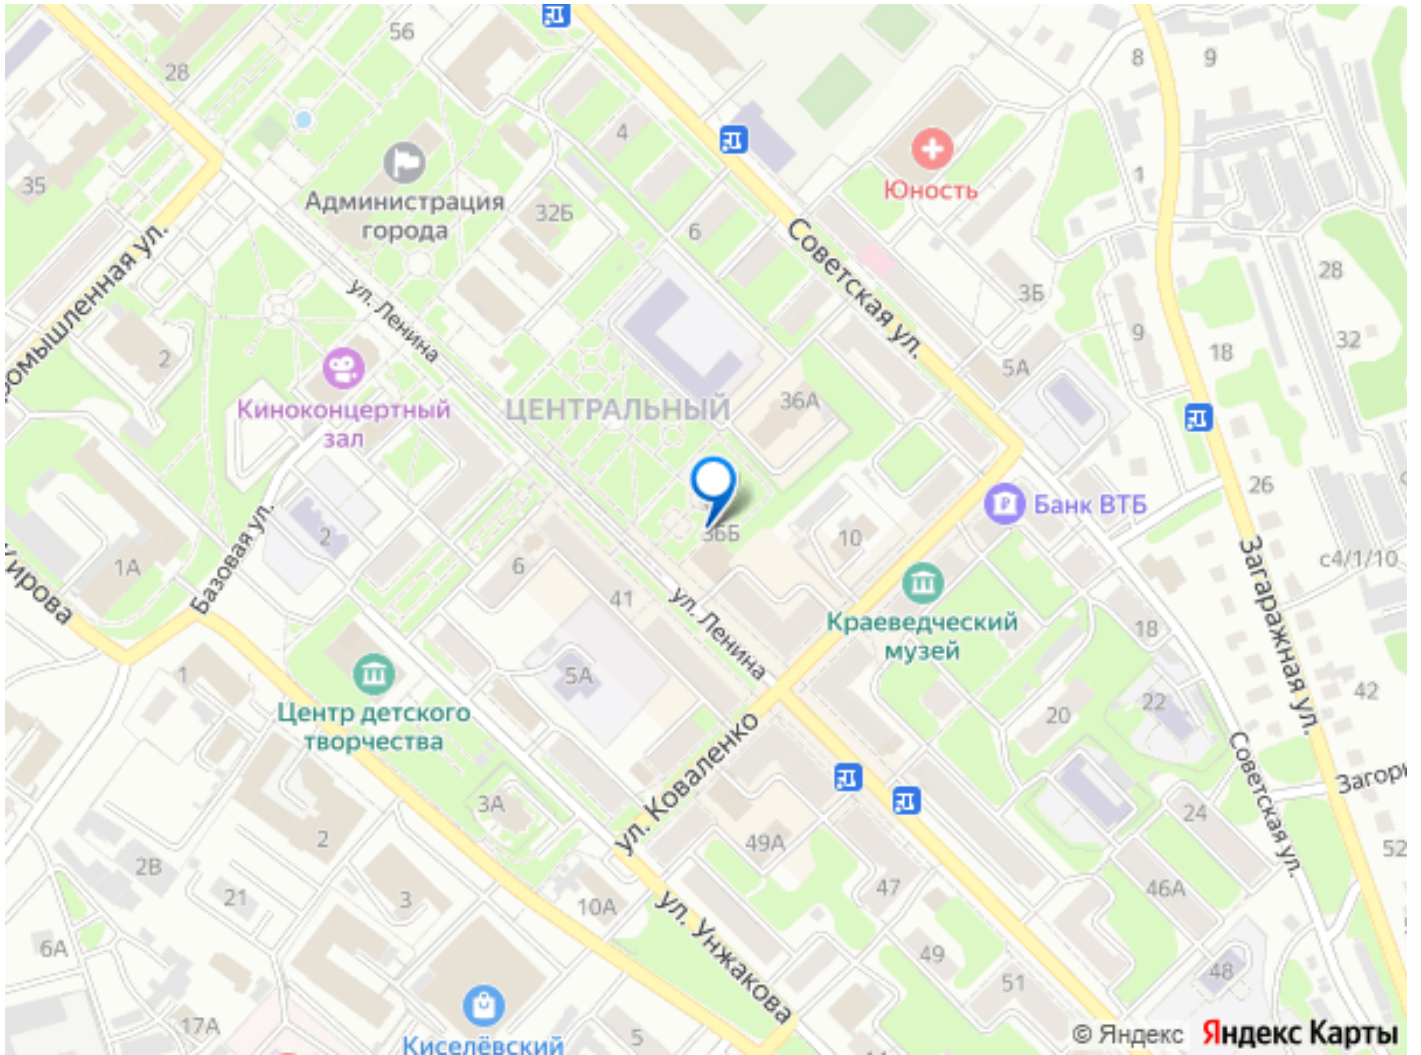 56
28
8
9
4
35
Администрация
города
32Б
6
Юность
1
Советская ул.
3Б
28
ул. Ленина
2
9
18
32
5А
Киноконцертный
зал
ЦЕНТРАЛЬНЫЙ
36А
26
Банк ВТБ
36Б
10
2
Базовая ул.
1А
6
41
ул. Ленина
Краеведческий
музей
18
с4/1/10
Загаражная ул.
1
5А
Центр детского
творчества
22
20
42
ул. Коваленко
Советская ул.
3А
2
49А
24
2В
21
3
10А
47
46А
52
ул. Унжакова
6А
49
51
48
17А
5
Киселёвский
© Яндекс Яндекс Карты